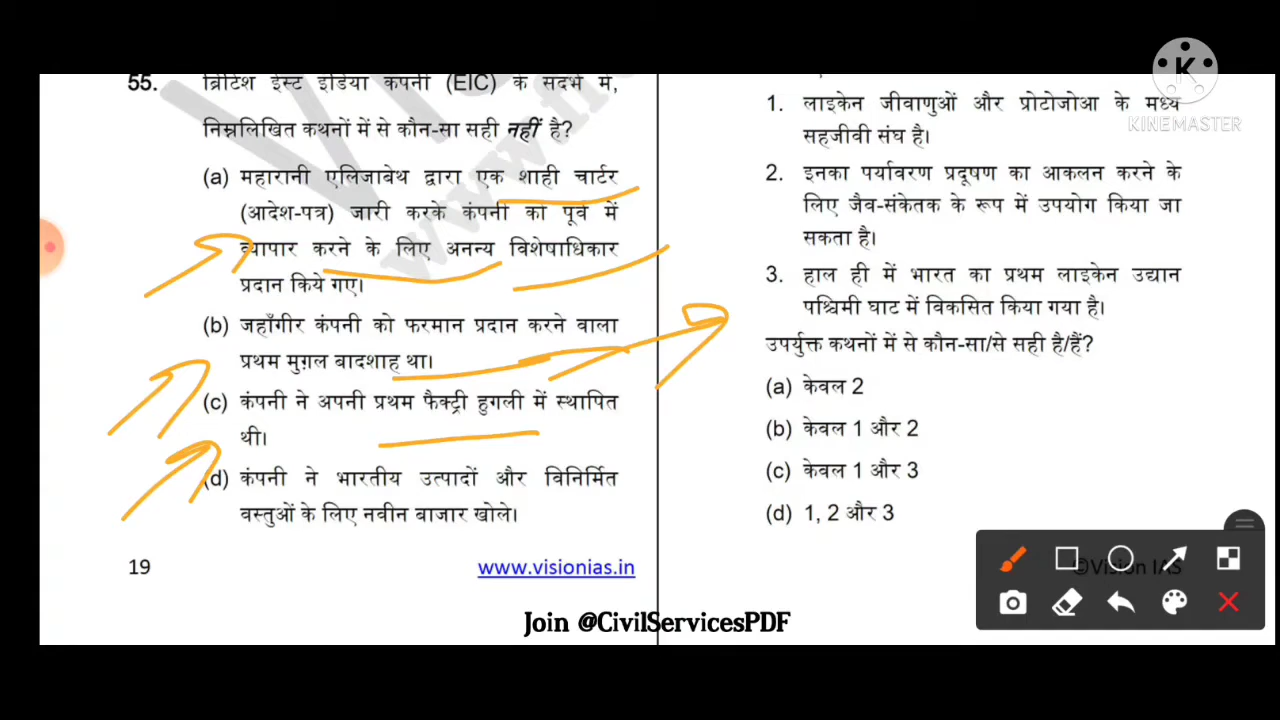 55. ब्रिटिश ईस्ट इंडिया कंपनी (EIC) के संदर्भ में,
निम्नलिखित कथनों में से कौन-सा सही नहीं है?
(a) महारानी एलिजाबेथ द्वारा एक शाही चार्टर
(आदेश-पत्र) जारी करके कंपनी को पूर्व में
व्यापार करने के लिए अनन्य विशेषाधिकार
प्रदान किये गए।
(b) जहाँगीर कंपनी को फरमान प्रदान करने वाला
प्रथम मुग़ल बादशाह था।
(c) कंपनी ने अपनी प्रथम फैक्ट्री हुगली में स्थापित
थी।
(d) कंपनी ने भारतीय उत्पादों और विनिर्मित
वस्तुओं के लिए नवीन बाजार खोले।
19 www.visionias.in
1. लाइकेन जीवाणुओं और प्रोटोजोआ के मध्य
सहजीवी संघ है।
2. इनका पर्यावरण प्रदूषण का आकलन करने के
लिए जैव-संकेतक के रूप में उपयोग किया जा
सकता है।
3. हाल ही में भारत का प्रथम लाइकेन उद्यान
पश्चिमी घाट में विकसित किया गया है।
उपर्युक्त कथनों में से कौन-सा/से सही है/हैं?
(a) केवल 2
(b) केवल 1 और 2
(c) केवल 1 और 3
(d) 1, 2 और 3
©Vision IAS
Join @CivilServicesPDF
K
KINEMASTER